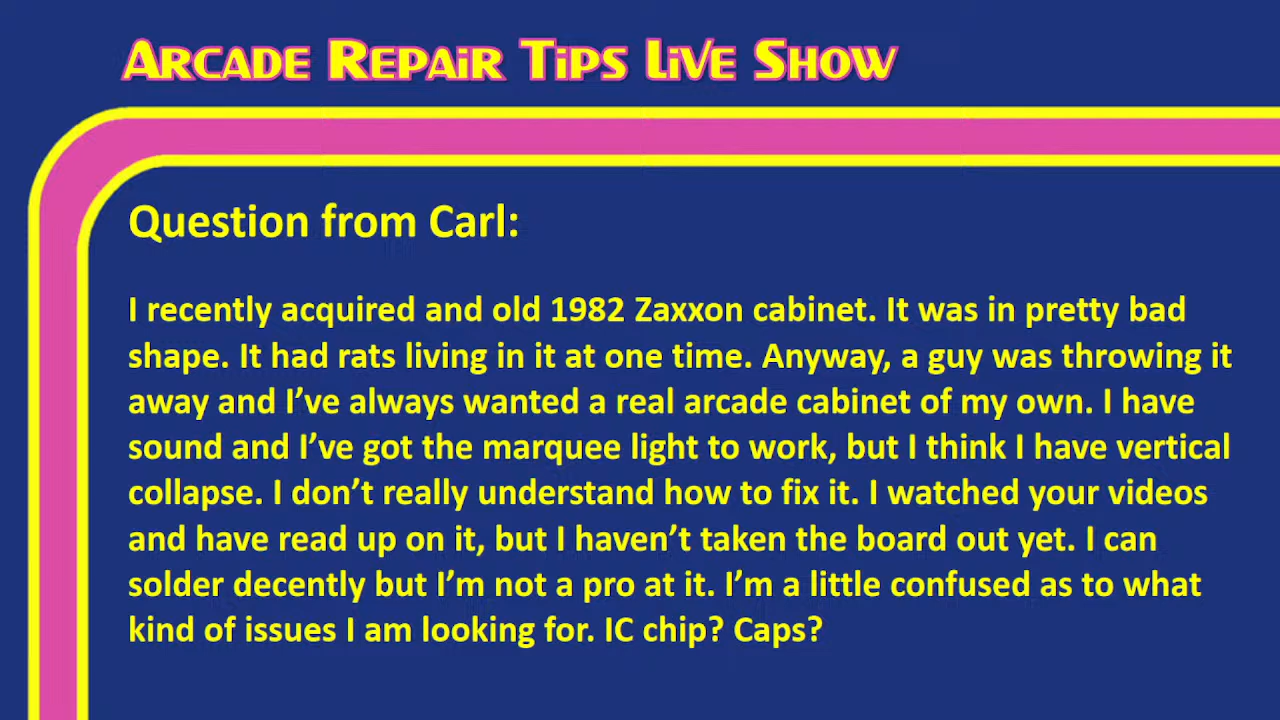 Arcade Repair Tips Live Show
Question from Carl:
I recently acquired and old 1982 Zaxxon cabinet. It was in pretty bad
shape. It had rats living in it at one time. Anyway, a guy was throwing it
away and I’ve always wanted a real arcade cabinet of my own. I have
sound and I’ve got the marquee light to work, but I think I have vertical
collapse. I don’t really understand how to fix it. I watched your videos
and have read up on it, but I haven’t taken the board out yet. I can
solder decently but I’m not a pro at it. I’m a little confused as to what
kind of issues I am looking for. IC chip? Caps?